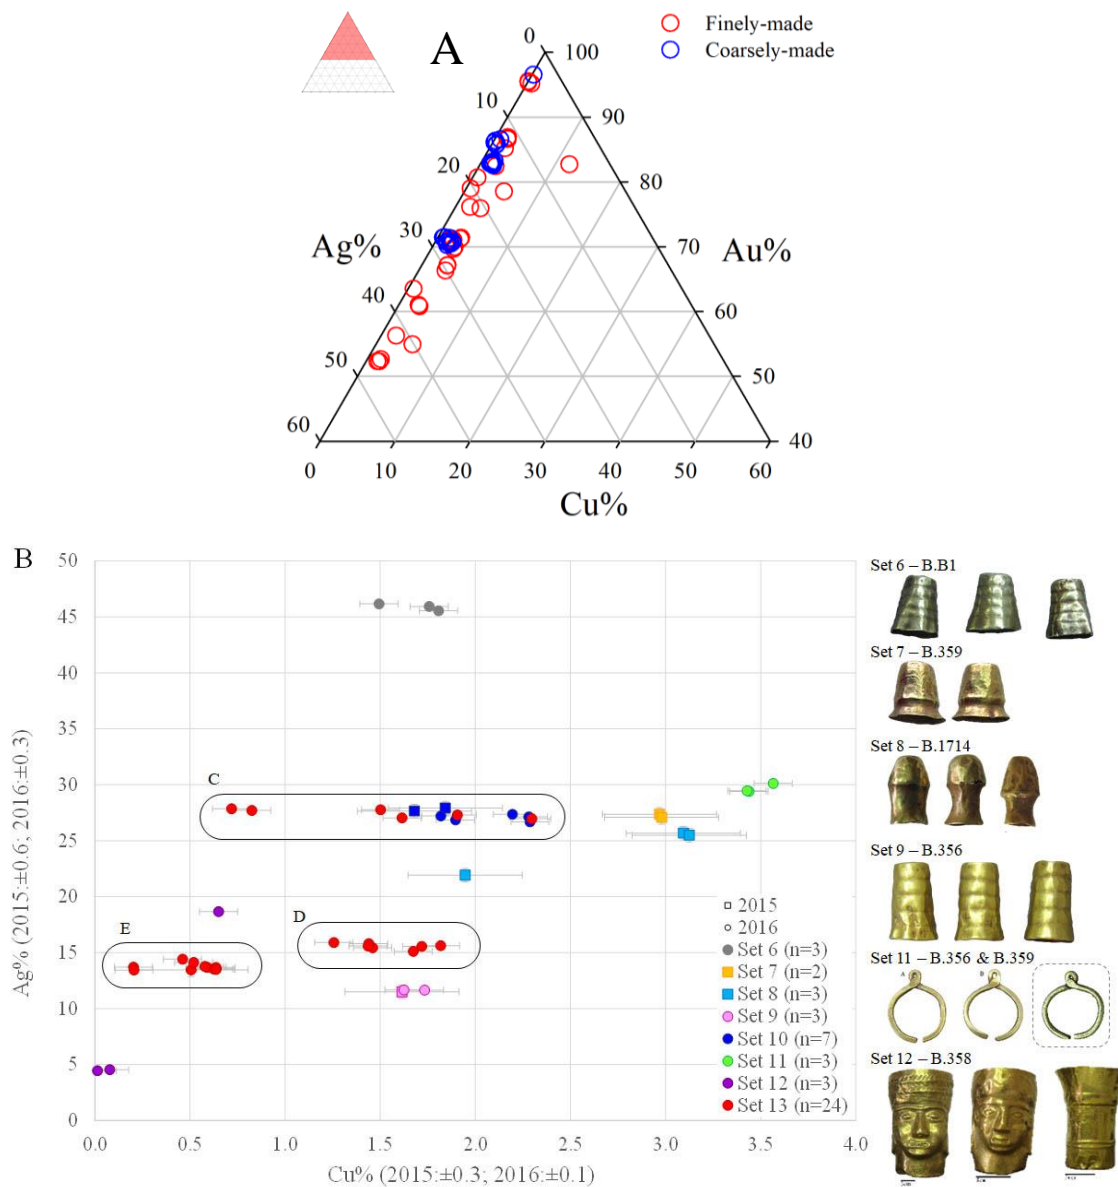 A
Finely-made
Coarsely-made
0
100
10
90
20
80
30
Ag%
Au%
70
40
60
50
50
60
40
0
10
20
30
40
50
60
Cu%
B
50
45
40
35
30
25
20
15
10
5
0
Ag% (2015:±0.6; 2016:±0.3)
C
D
E
2015
2016
Set 6 (n=3)
Set 7 (n=2)
Set 8 (n=3)
Set 9 (n=3)
Set 10 (n=7)
Set 11 (n=3)
Set 12 (n=3)
Set 13 (n=24)
0.0
0.5
1.0
1.5
2.0
2.5
3.0
3.5
4.0
Cu% (2015:±0.3; 2016:±0.1)
Set 6 – B.B1
Set 7 – B.359
Set 8 – B.1714
Set 9 – B.356
Set 11 – B.356 & B.359
A
B
Set 12 – B.358